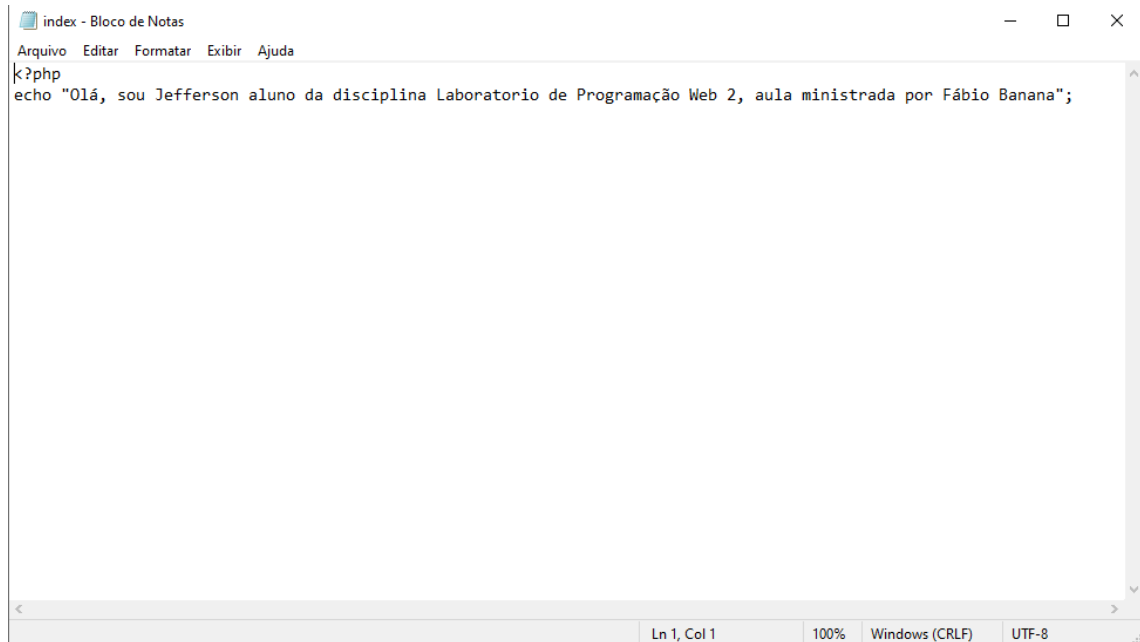 index - Bloco de Notas
Arquivo Editar Formatar Exibir Ajuda
<?php
echo "Olá, sou Jefferson aluno da disciplina Laboratorio de Programação Web 2, aula ministrada por Fábio Banana";
Ln 1, Col 1 100% Windows (CRLF) UTF-8